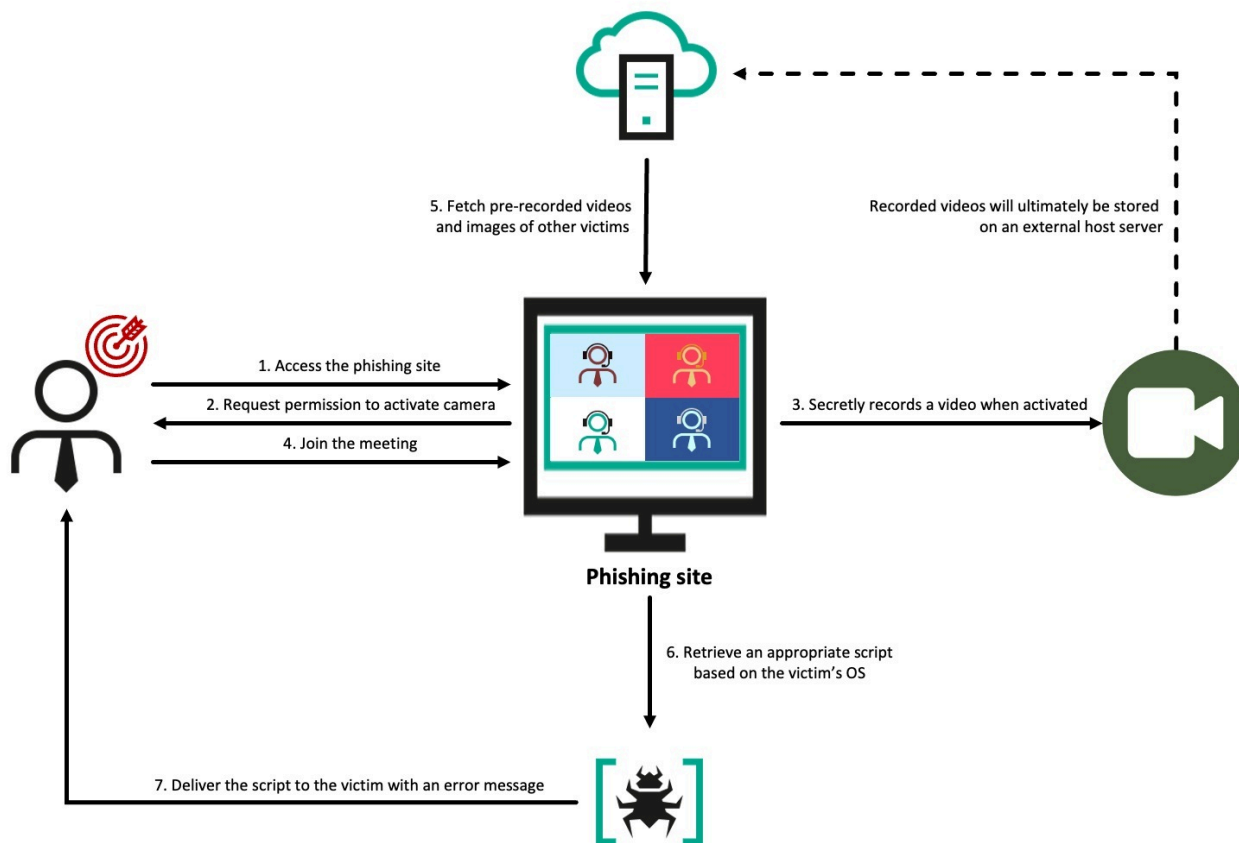 5. Fetch pre-recorded videos
and images of other victims
Recorded videos will ultimately be stored
on an external host server
1. Access the phishing site
2. Request permission to activate camera
4. Join the meeting
3. Secretly records a video when activated
Phishing site
6. Retrieve an appropriate script
based on the victim’s OS
7. Deliver the script to the victim with an error message